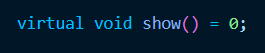 virtual void show() = 0;